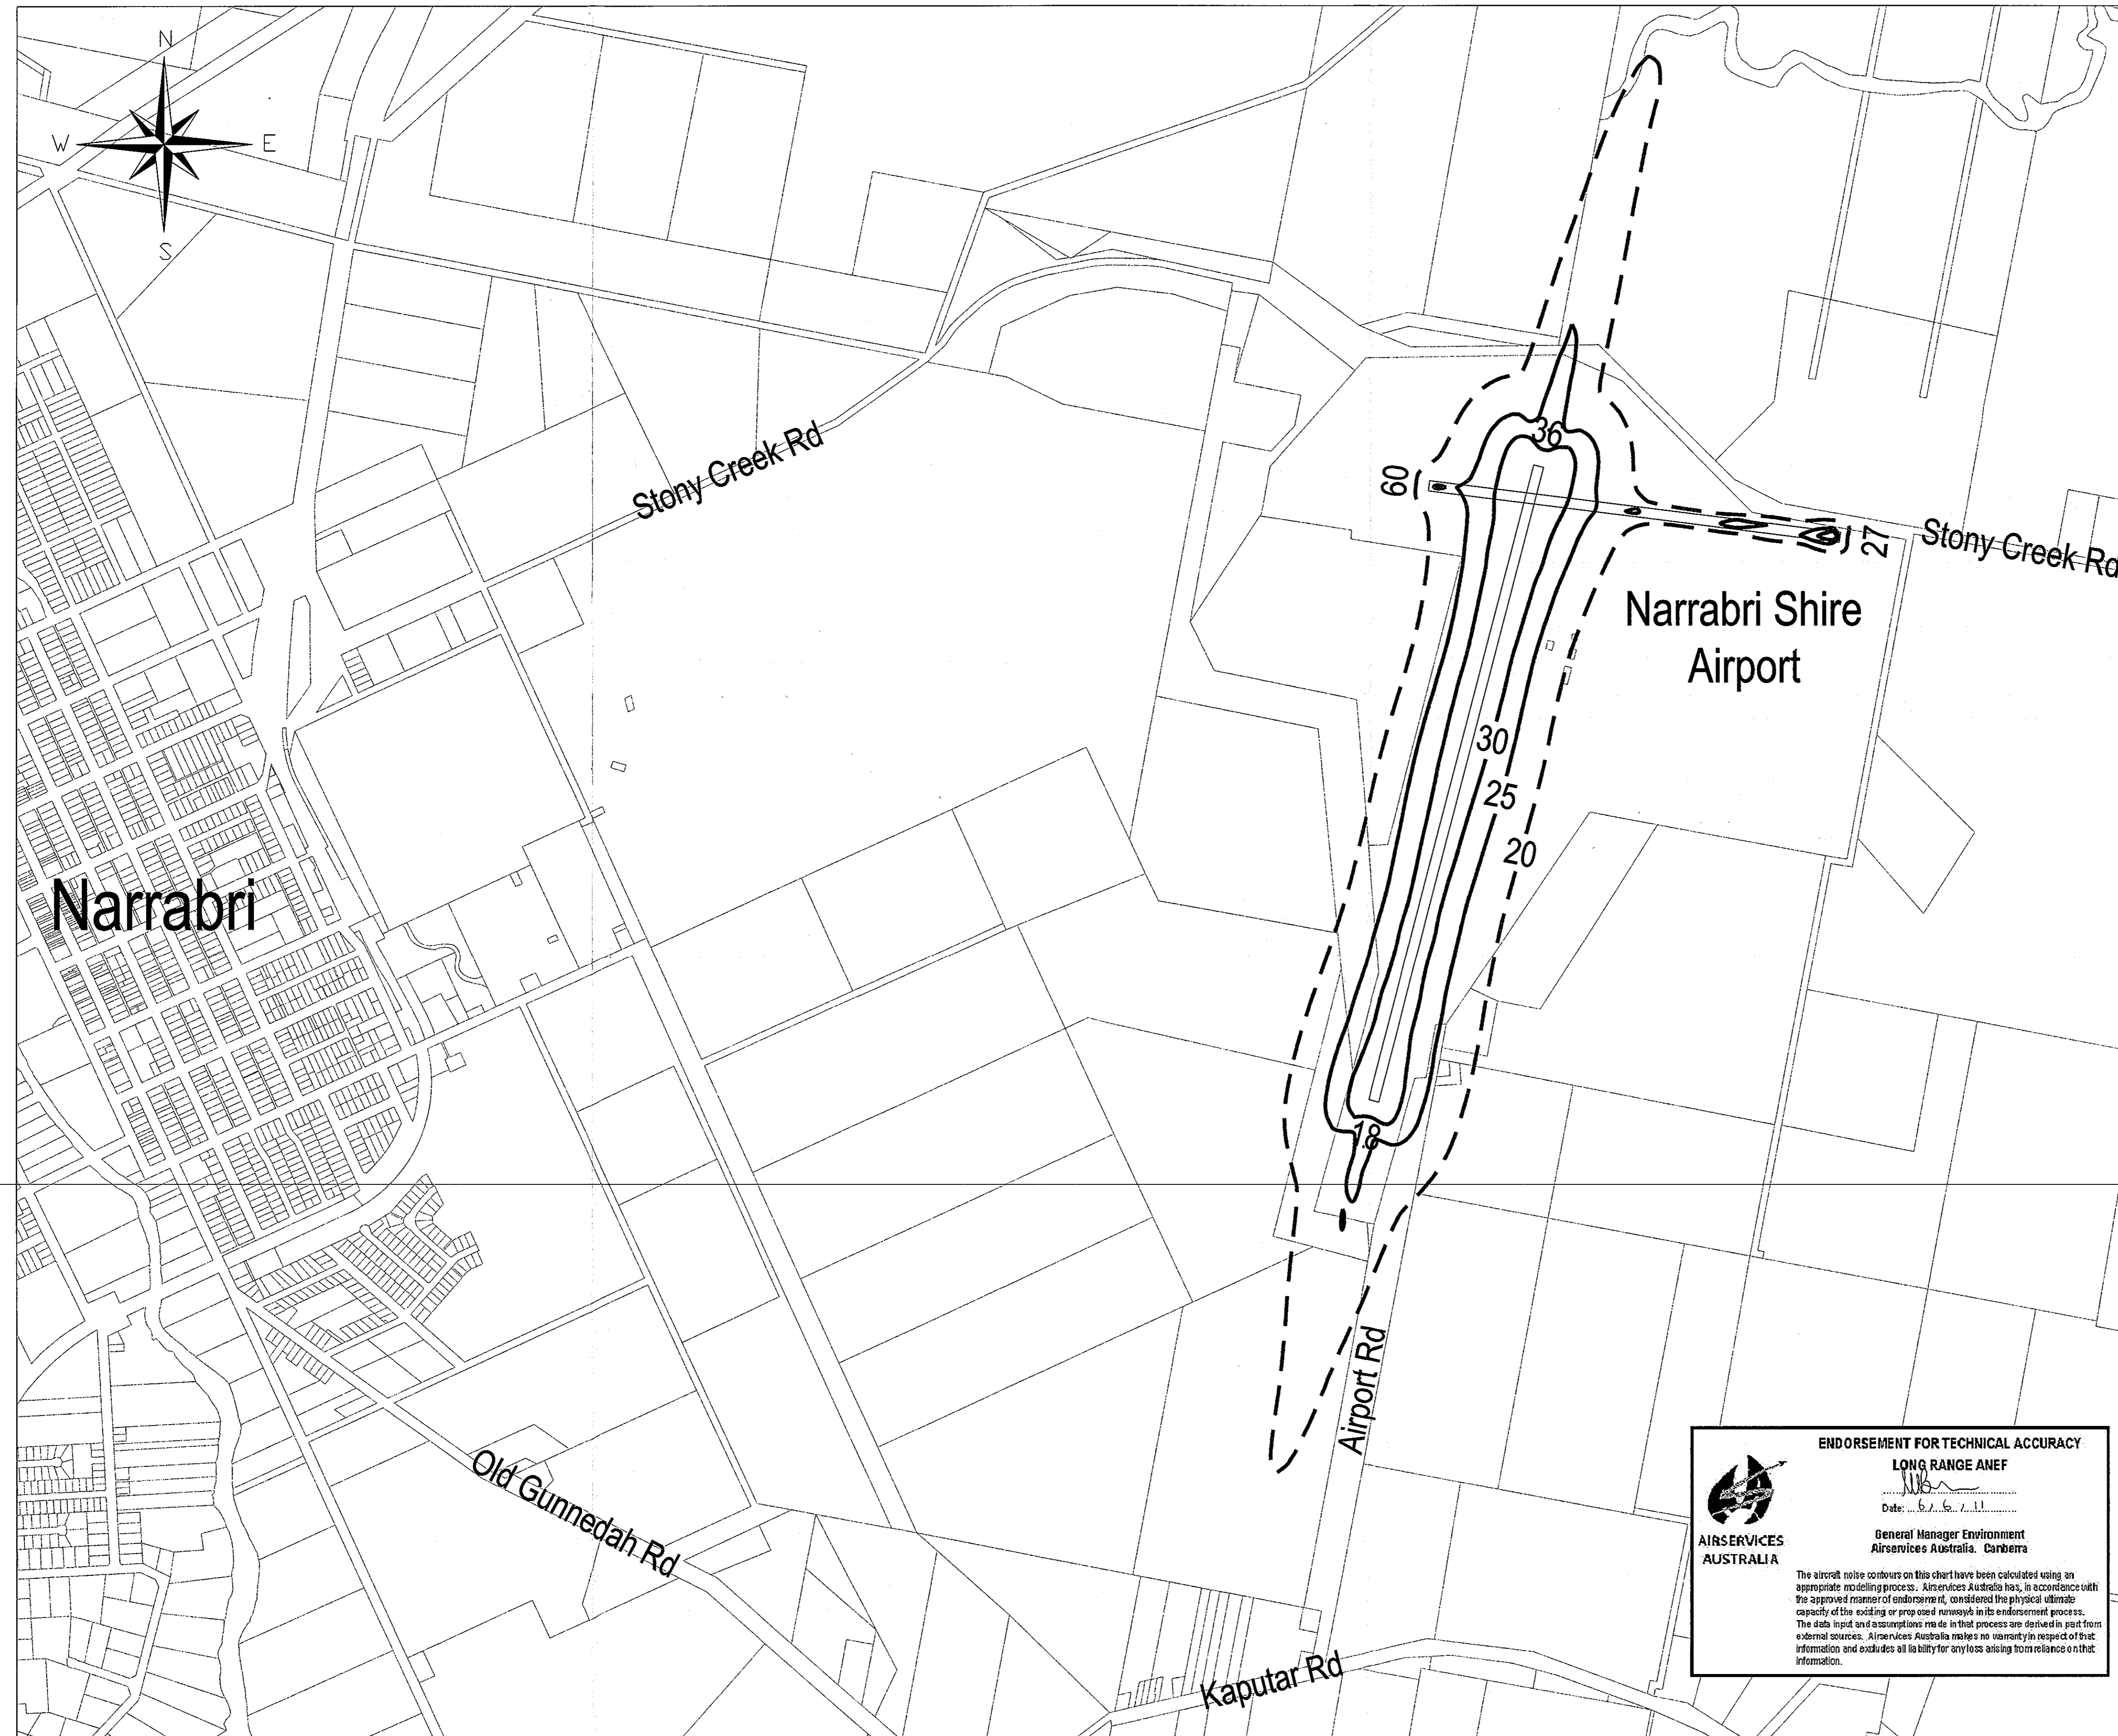 N
W
E
S
Stony Creek Rd
36
60
27
Stony Creek Rd
Narrabri Shire
Airport
30
25
20
Narrabri
18
Airport Rd
Old Gunnedah Rd
Kaputar Rd
ENDORSEMENT FOR TECHNICAL ACCURACY
LONG RANGE ANEF
Date: 6 / 6 / 11
General Manager Environment
Airservices Australia. Canberra
AIRSERVICES
AUSTRALIA
The aircraft noise contours on this chart have been calculated using an
appropriate modelling process. Airservices Australia has, in accordance with
the approved manner of endorsement, considered the physical ultimate
capacity of the existing or proposed runways in its endorsement process.
The data input and assumptions made in that process are derived in part from
external sources. Airservices Australia makes no warranty in respect of that
information and excludes all liability for any loss arising from reliance on that
information.